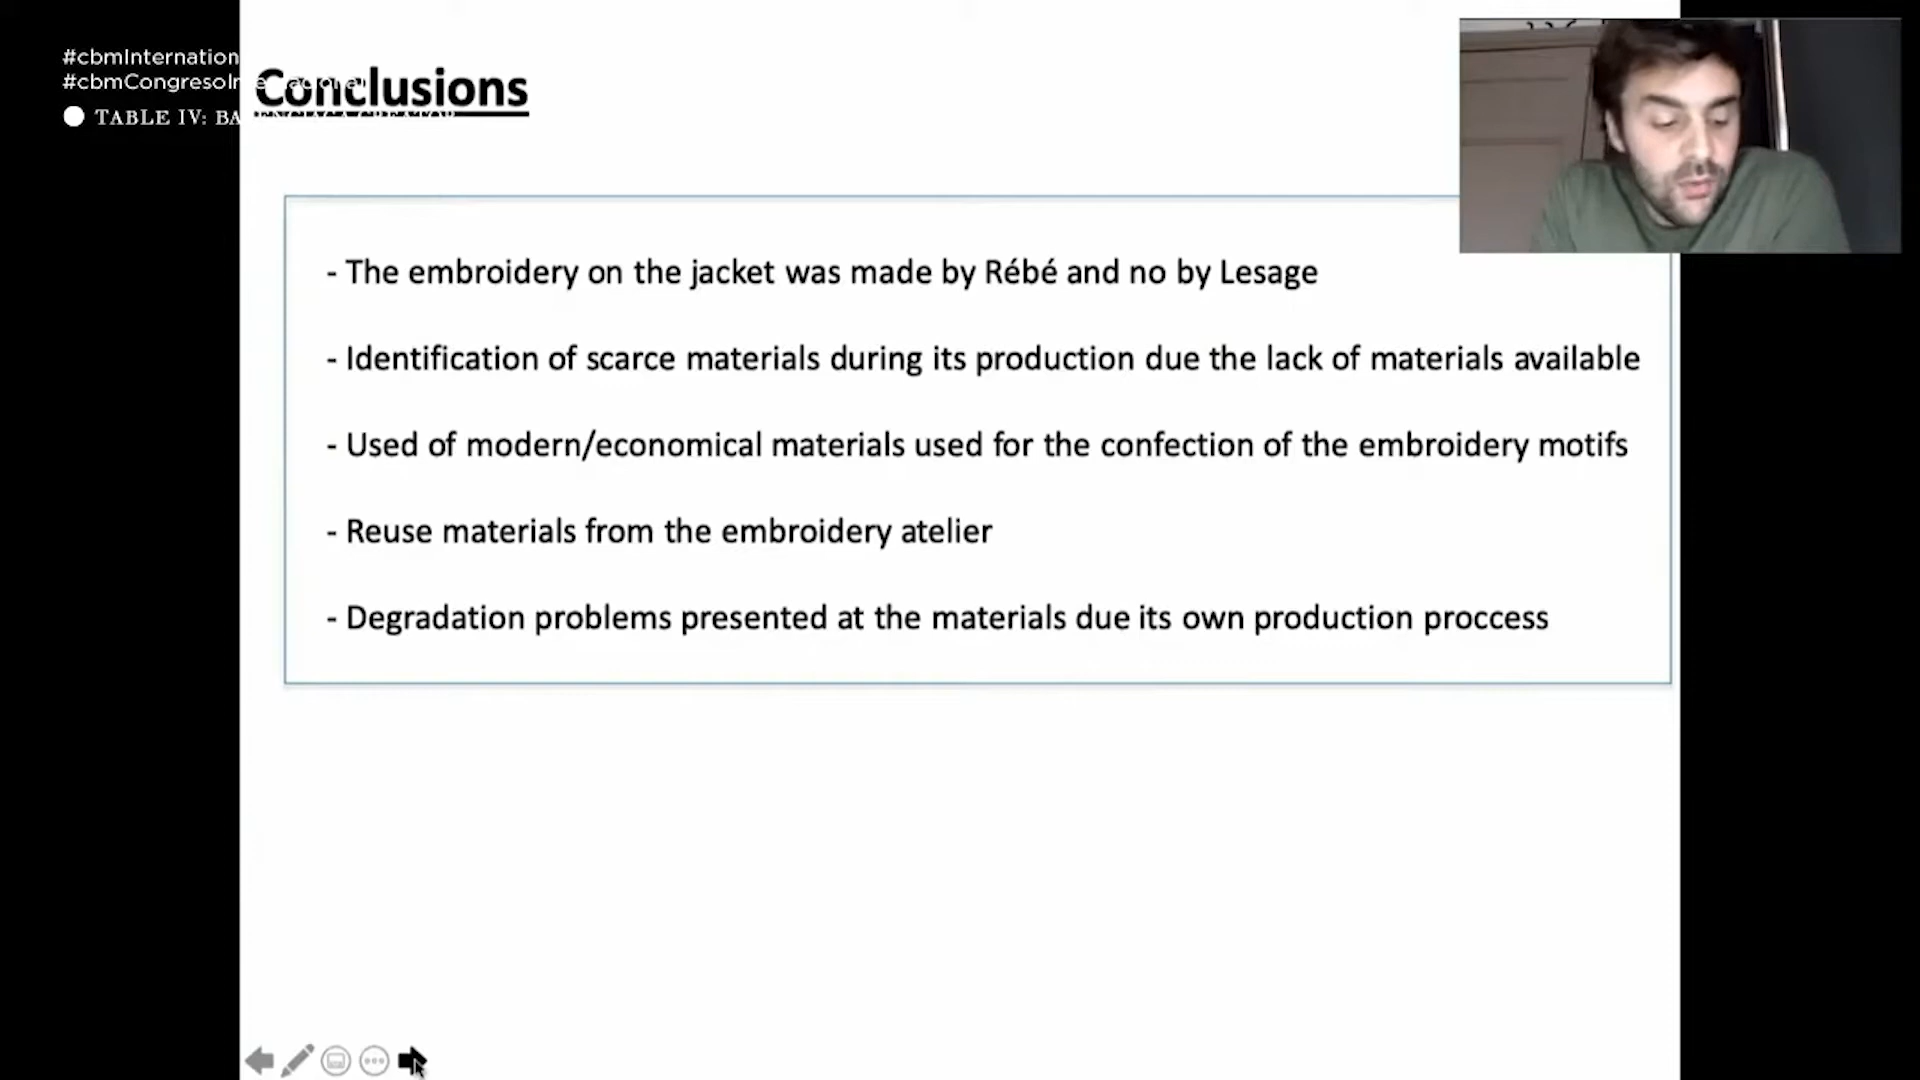 #cbmInternation
#cbmCongresoInternacional
TABLE IV: BALENCIAGA CREATOR
Conclusions
- The embroidery on the jacket was made by Rébé and no by Lesage
- Identification of scarce materials during its production due the lack of materials available
- Used of modern/economical materials used for the confection of the embroidery motifs
- Reuse materials from the embroidery atelier
- Degradation problems presented at the materials due its own production proccess